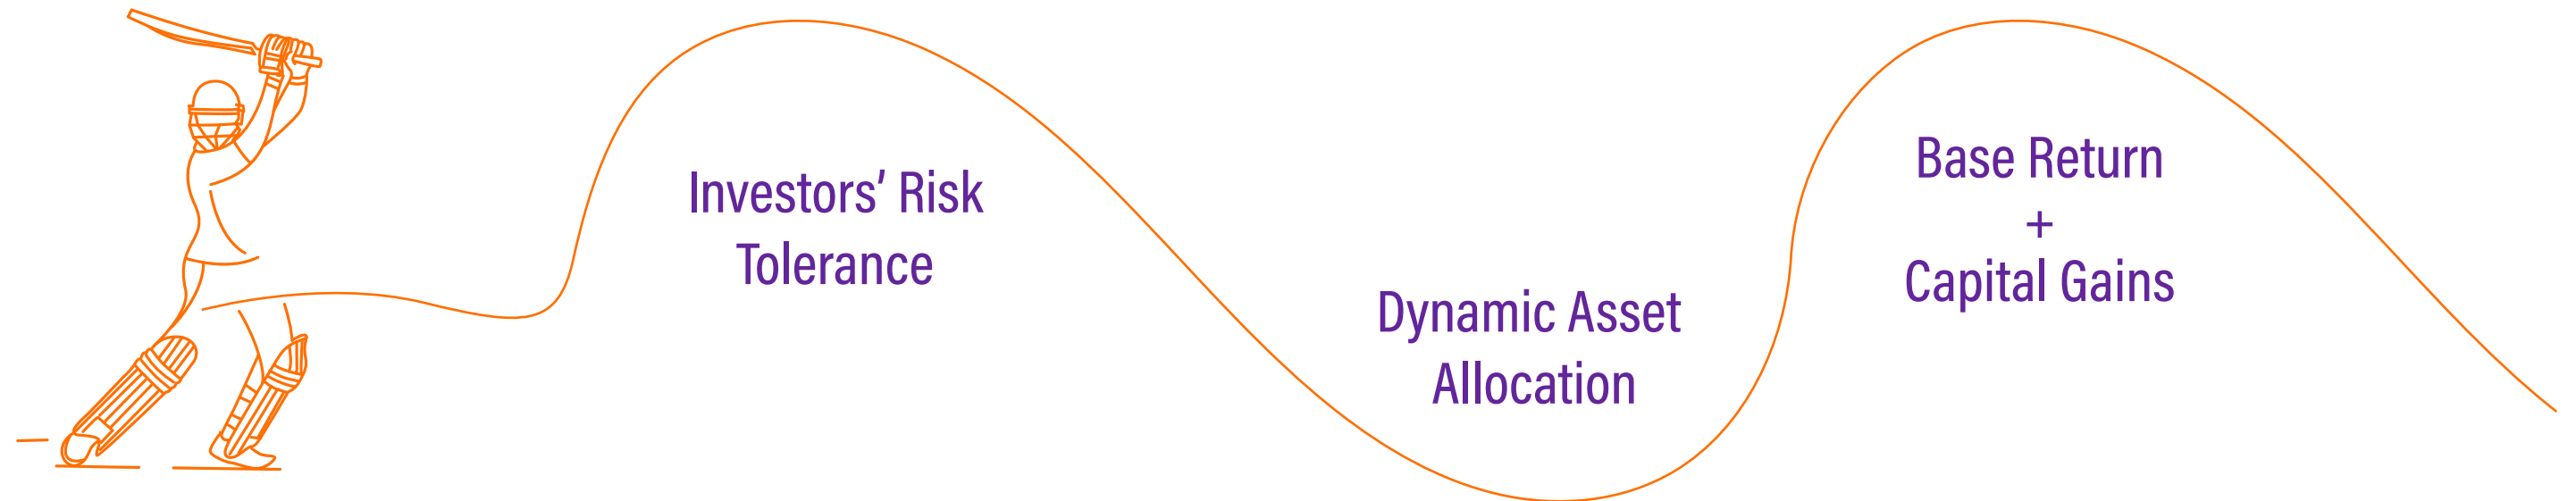 Investors’ Risk
Tolerance
Dynamic Asset
Allocation
Base Return
+
Capital Gains